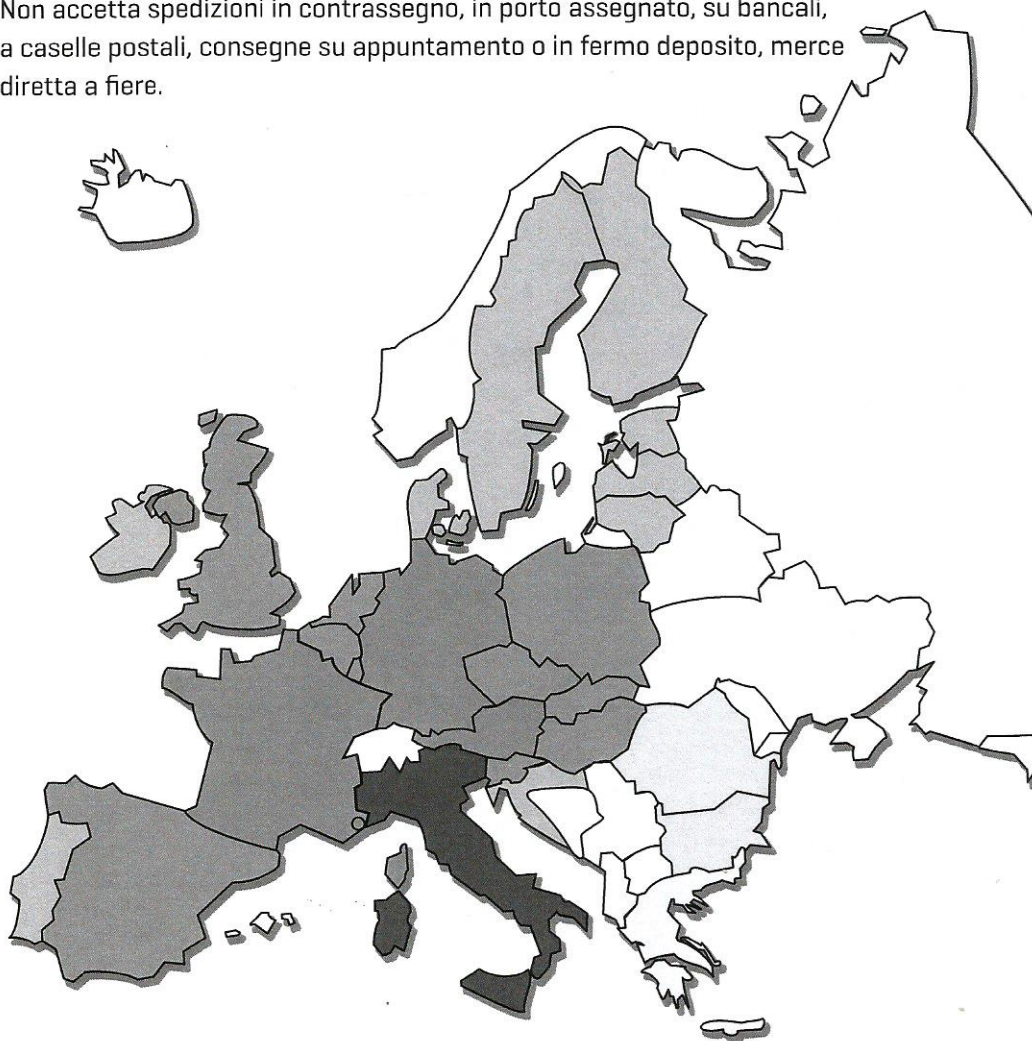 Non accetta spedizioni in contrassegno, in porto assegnato, su bancali,
a caselle postali, consegne su appuntamento o in fermo deposito, merce
diretta a fiere.